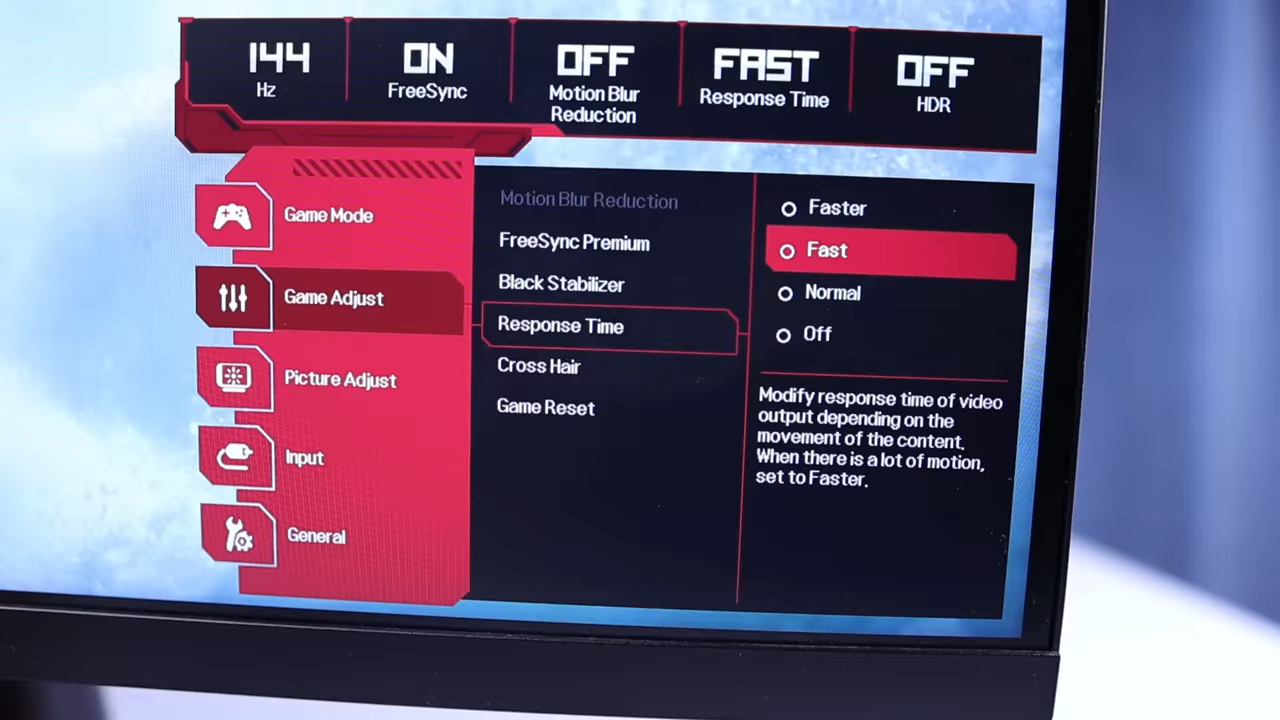 144
Hz
ON
FreeSync
OFF
Motion Blur
Reduction
FAST
Response Time
OFF
HDR
Game Mode
Game Adjust
Picture Adjust
Input
General
Motion Blur Reduction
FreeSync Premium
Black Stabilizer
Response Time
Cross Hair
Game Reset
Faster
Fast
Normal
Off
Modify response time of video
output depending on the
movement of the content.
When there is a lot of motion,
set to Faster.